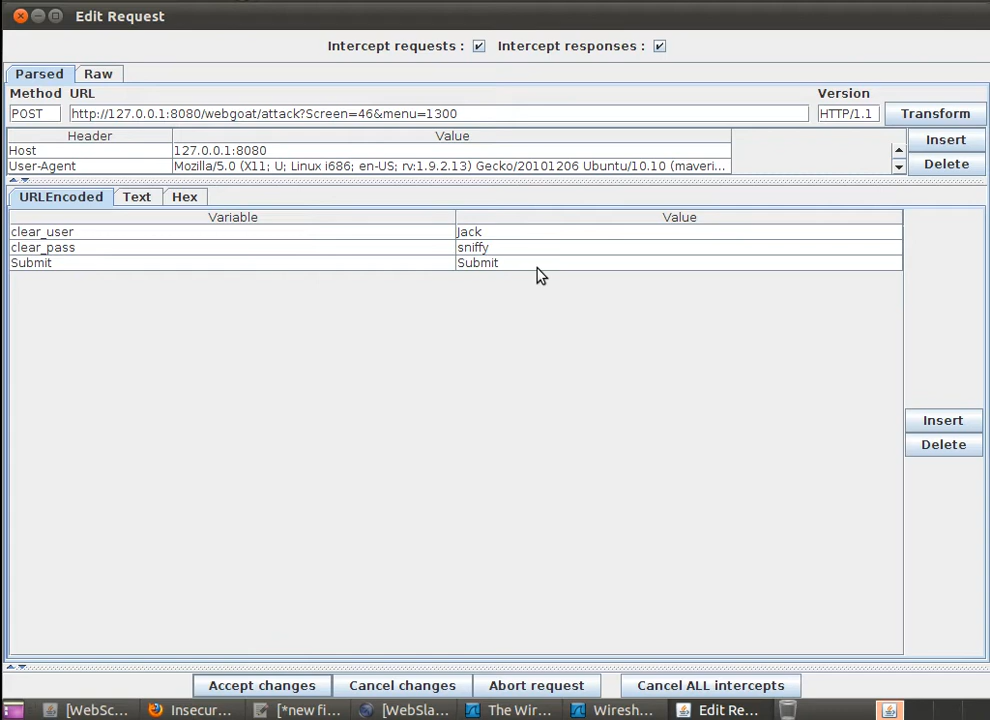 Edit Request
Intercept requests : Intercept responses :
Parsed Raw
Method URL Version
POST http://127.0.0.1:8080/webgoat/attack?Screen=46&menu=1300 HTTP/1.1 Transform
Header Value Insert
Host 127.0.0.1:8080
User-Agent Mozilla/5.0 (X11; U; Linux i686; en-US; rv:1.9.2.13) Gecko/20101206 Ubuntu/10.10 (maveri... Delete
URLEncoded Text Hex
Variable Value
clear_user Jack
clear_pass sniffy
Submit Submit
Insert
Delete
Accept changes Cancel changes Abort request Cancel ALL intercepts
[WebSc... Insecur... [*new fi... [WebSla... The Wir... Wiresh... Edit Re...